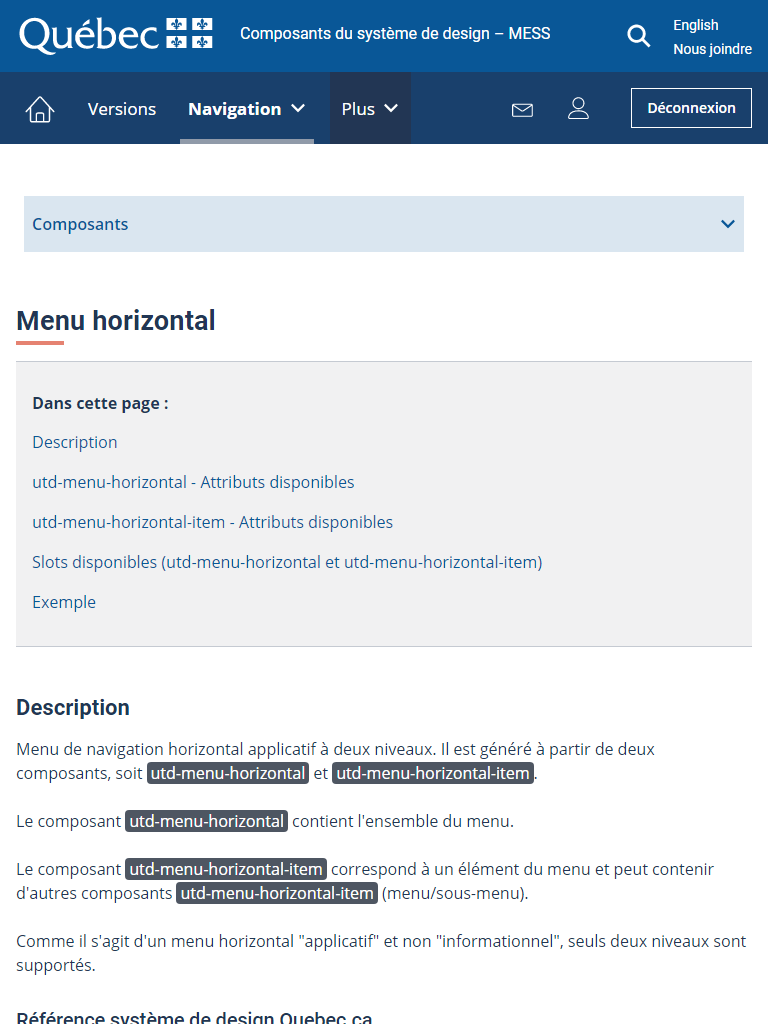 Québec
Composants du système de design – MESS
English
Nous joindre
Versions
Navigation
Plus
Déconnexion
Composants
Menu horizontal
Dans cette page :
Description
utd-menu-horizontal - Attributs disponibles
utd-menu-horizontal-item - Attributs disponibles
Slots disponibles (utd-menu-horizontal et utd-menu-horizontal-item)
Exemple
Description
Menu de navigation horizontal applicatif à deux niveaux. Il est généré à partir de deux
composants, soit utd-menu-horizontal et utd-menu-horizontal-item.
Le composant utd-menu-horizontal contient l'ensemble du menu.
Le composant utd-menu-horizontal-item correspond à un élément du menu et peut contenir
d'autres composants utd-menu-horizontal-item (menu/sous-menu).
Comme il s'agit d'un menu horizontal "applicatif" et non "informationnel", seuls deux niveaux sont
supportés.
Référence système de design Quebec.ca